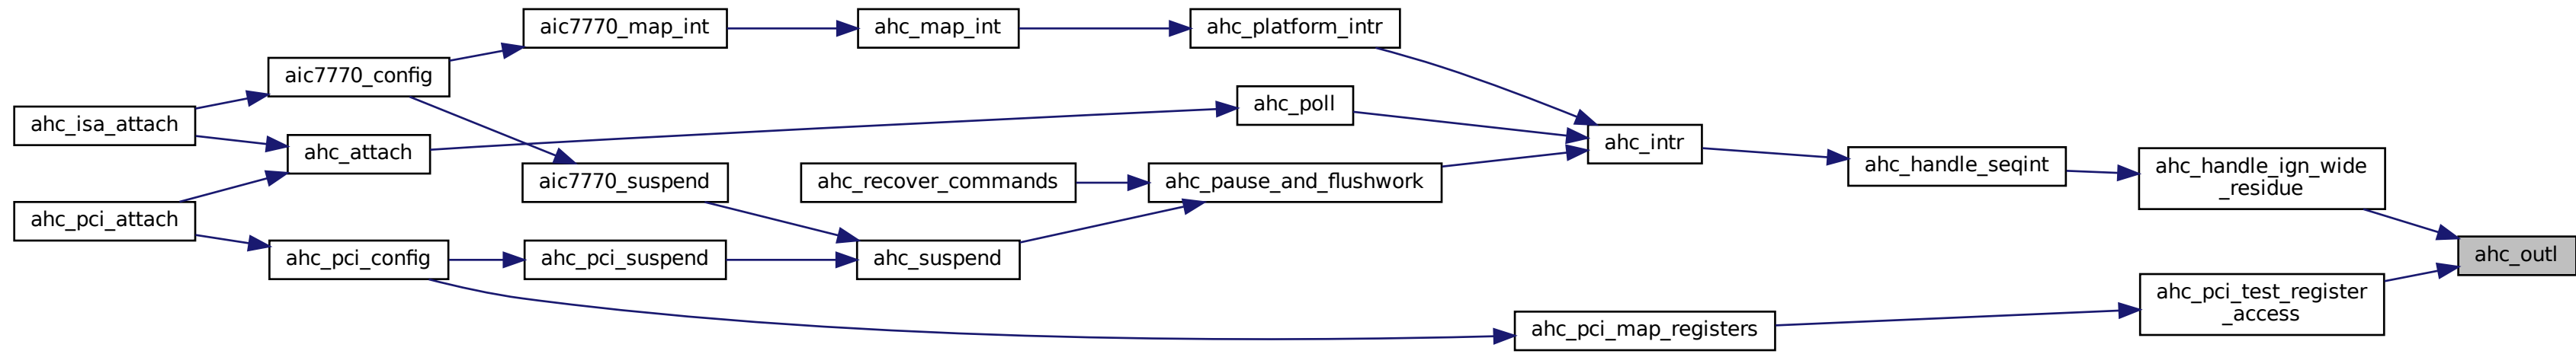 aic7770_map_int
ahc_map_int
ahc_platform_intr
aic7770_config
ahc_poll
ahc_isa_attach
ahc_attach
ahc_intr
ahc_handle_seqint
ahc_handle_ign_wide
_residue
aic7770_suspend
ahc_recover_commands
ahc_pause_and_flushwork
ahc_pci_attach
ahc_pci_config
ahc_pci_suspend
ahc_suspend
ahc_outl
ahc_pci_test_register
_access
ahc_pci_map_registers